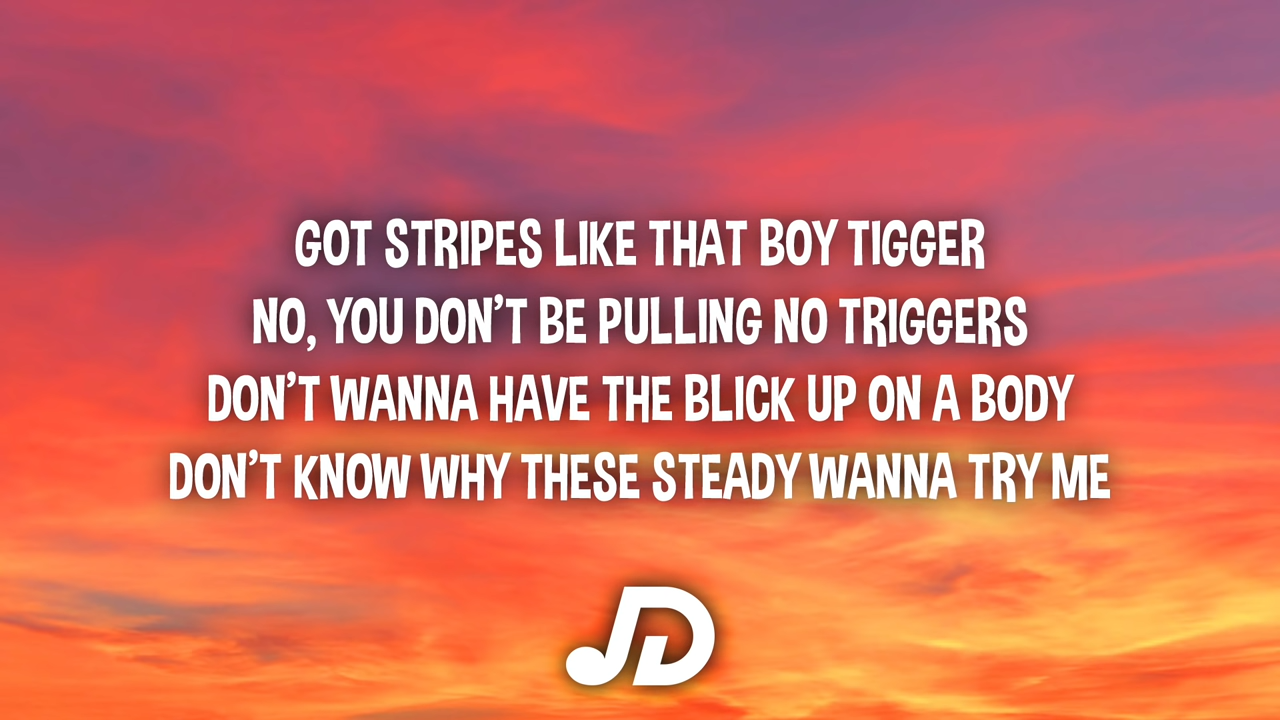 GOT STRIPES LIKE THAT BOY TIGGER
NO, YOU DON'T BE PULLING NO TRIGGERS
DON'T WANNA HAVE THE BLICK UP ON A BODY
DON'T KNOW WHY THESE STEADY WANNA TRY ME
JD